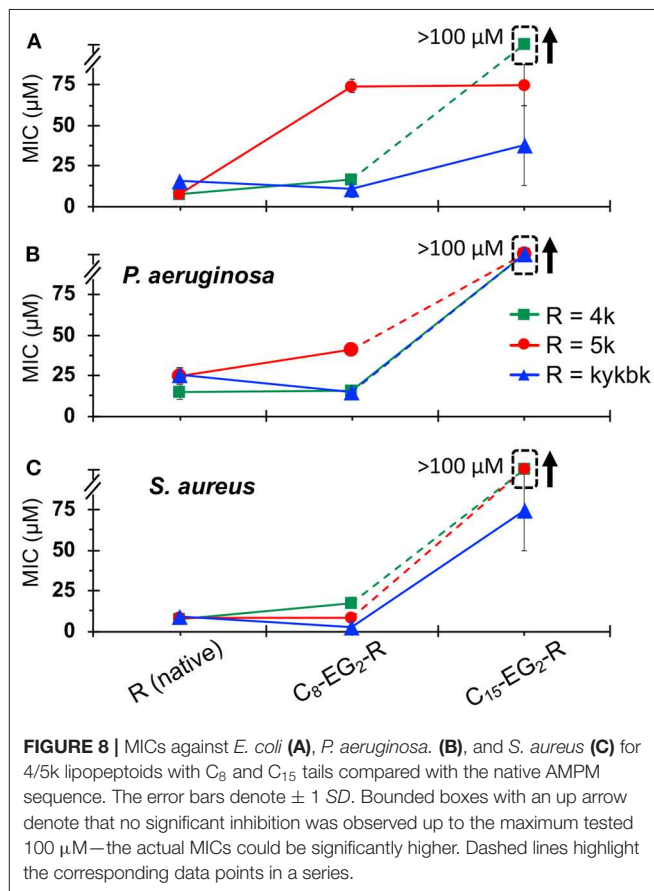 A
>100 µM
MIC (µM)
75
50
25
0
B
>100 µM
P. aeruginosa
MIC (µM)
75
50
25
0
R = 4k
R = 5k
R = kykbk
C
>100 µM
S. aureus
MIC (µM)
75
50
25
0
R (native)
C₈-EG₂-R
C₁₅-EG₂-R
FIGURE 8 | MICs against E. coli (A), P. aeruginosa. (B), and S. aureus (C) for
4/5k lipopeptoids with C₈ and C₁₅ tails compared with the native AMPM
sequence. The error bars denote ± 1 SD. Bounded boxes with an up arrow
denote that no significant inhibition was observed up to the maximum tested
100 µM—the actual MICs could be significantly higher. Dashed lines highlight
the corresponding data points in a series.